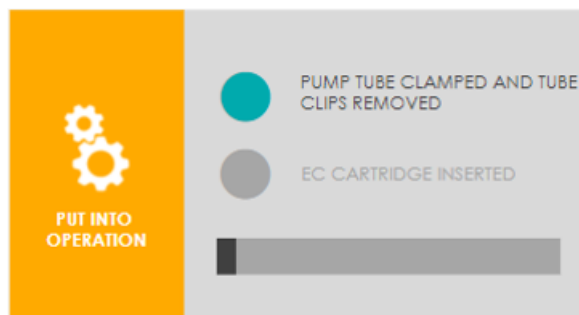 PUT INTO
OPERATION
PUMP TUBE CLAMPED AND TUBE
CLIPS REMOVED
EC CARTRIDGE INSERTED